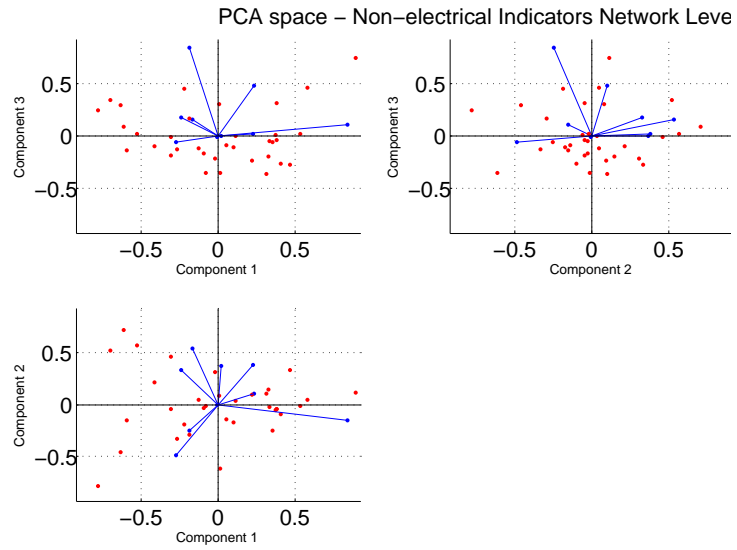 PCA space − Non−electrical Indicators Network Leve
0.5
0
−0.5
Component 3
−0.5 0 0.5
Component 1
0.5
0
−0.5
Component 3
−0.5 0 0.5
Component 2
0.5
0
−0.5
Component 2
−0.5 0 0.5
Component 1